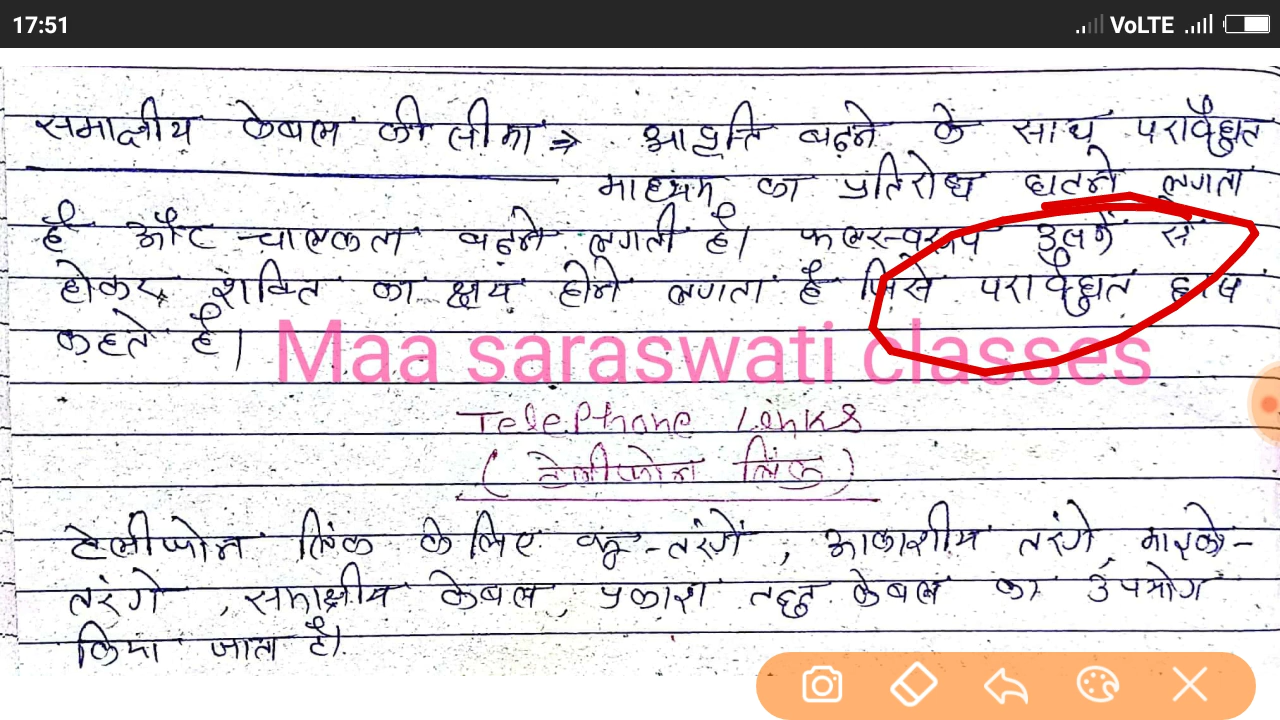 17:51 VoLTE
समाक्षीय केबल की सीमा ⇒ आवृत्ति बढ़ने के साथ परावैद्युत
माध्यम का प्रतिरोध घटने लगता
है और चालकता बढ़ने लगती है। फलस्वरूप से
होकर शक्ति का क्षय होने लगता है जिसे परावैद्युत ह्रास
कहते है।
Maa saraswati classes
Telephone Links
(टेलीफोन लिंक)
टेलीफोन लिंक के लिए भू-तरंगें, आकाशीय तरंगे, माइक्रो-
तरंगे, समाक्षीय केबल, प्रकाश तन्तु केबल का उपयोग
किया जाता है।